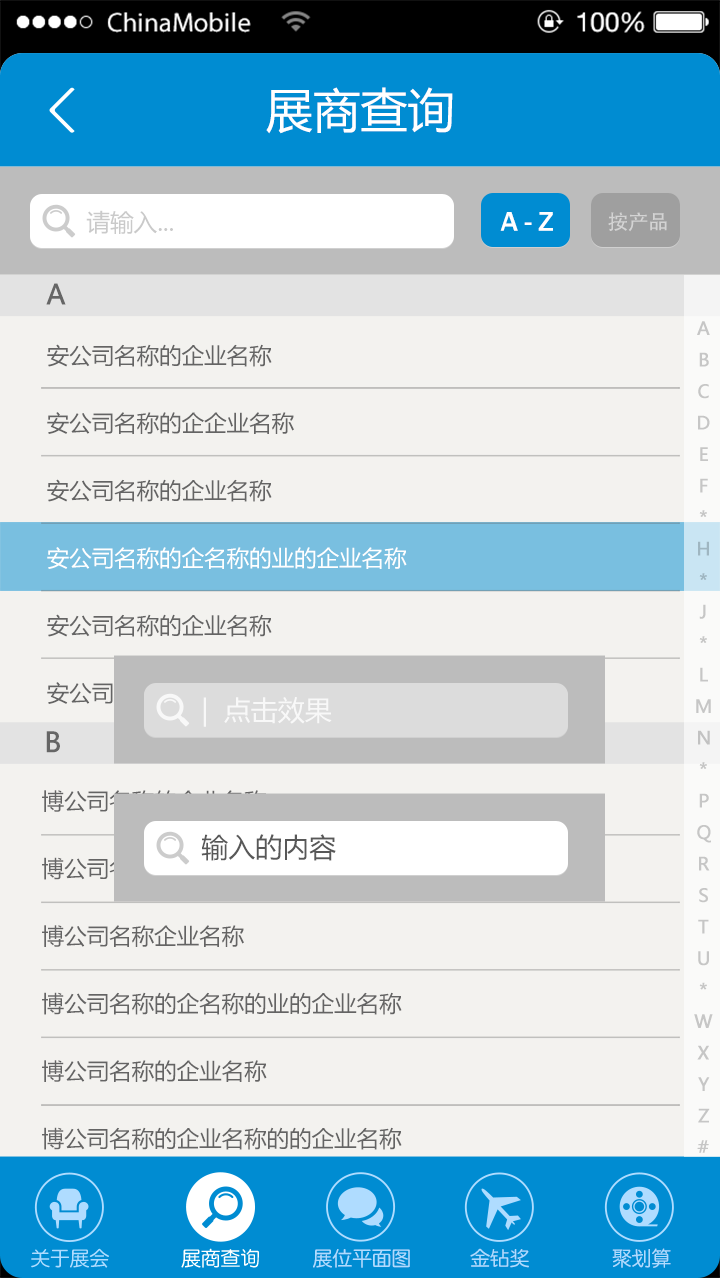 ChinaMobile 100%
展商查询
请输入... A - Z 按产品
A
安公司名称的企业名称
安公司名称的企企业名称
安公司名称的企业名称
安公司名称的企名称的业的企业名称
安公司名称的企业名称
安公司
点击效果
B
博公司名称的企业名称
输入的内容
博公司名
博公司名称企业名称
博公司名称的企名称的业的企业名称
博公司名称的企业名称
博公司名称的企业名称的的企业名称
A
B
C
D
E
F
*
H
*
J
*
L
M
N
*
P
Q
R
S
T
U
*
W
X
Y
Z
#
关于展会 展商查询 展位平面图 金钻奖 聚划算